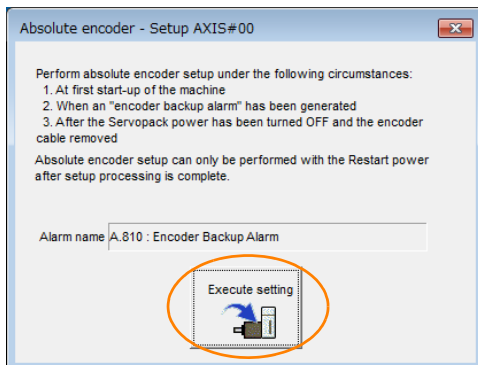 Absolute encoder - Setup AXIS#00
Perform absolute encoder setup under the following circumstances:
1. At first start-up of the machine
2. When an "encoder backup alarm" has been generated
3. After the Servopack power has been turned OFF and the encoder
cable removed
Absolute encoder setup can only be performed with the Restart power
after setup processing is complete.
Alarm name A.810 : Encoder Backup Alarm
Execute setting